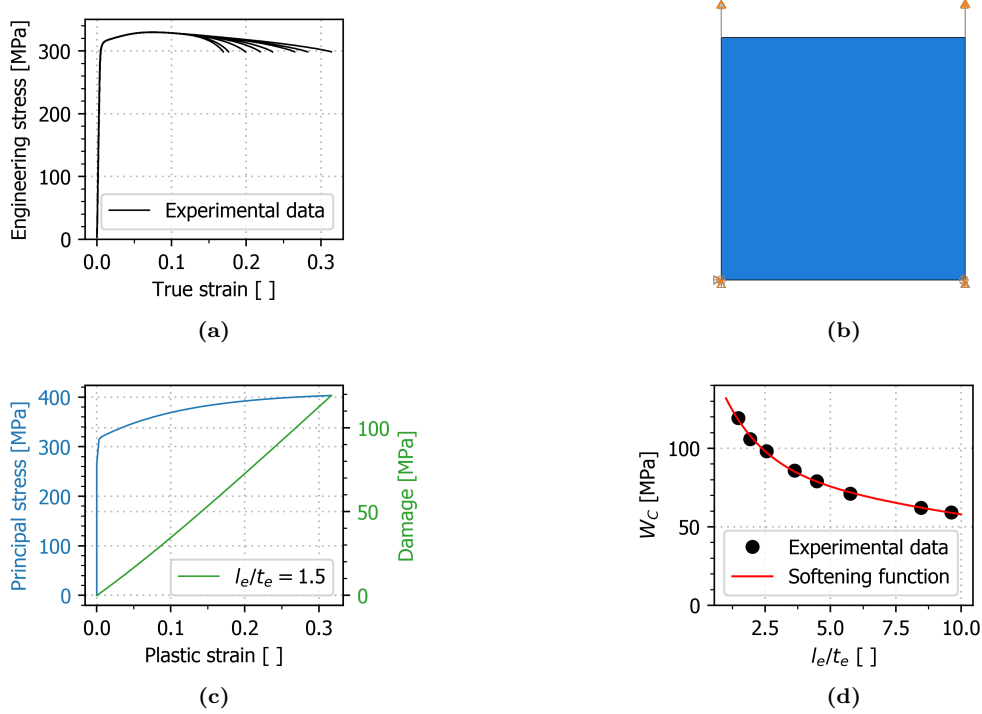 Engineering stress [MPa]
300
200
100
0
Experimental data
0.0 0.1 0.2 0.3
True strain [ ]
(a)
(b)
Principal stress [MPa]
400
300
200
100
0
Damage [MPa]
100
50
0
l_e/t_e = 1.5
0.0 0.1 0.2 0.3
Plastic strain [ ]
(c)
W_C [MPa]
100
50
0
Experimental data
Softening function
2.5 5.0 7.5 10.0
l_e/t_e [ ]
(d)